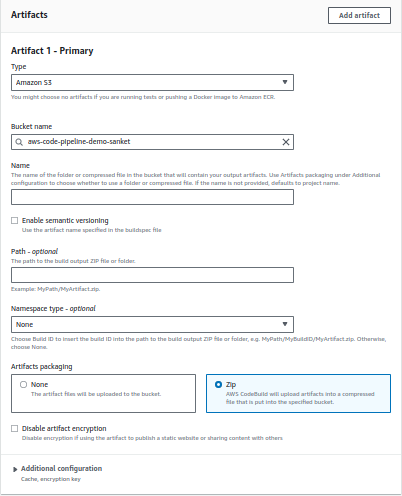 Artifacts
Add artifact
Artifact 1 - Primary
Type
Amazon S3
You might choose no artifacts if you are running tests or pushing a Docker image to Amazon ECR.
Bucket name
aws-code-pipeline-demo-sanket
Name
The name of the folder or compressed file in the bucket that will contain your output artifacts. Use Artifacts packaging under Additional
configuration to choose whether to use a folder or compressed file. If the name is not provided, defaults to project name.
Enable semantic versioning
Use the artifact name specified in the buildspec file
Path - optional
The path to the build output ZIP file or folder.
Example: MyPath/MyArtifact.zip.
Namespace type - optional
None
Choose Build ID to insert the build ID into the path to the build output ZIP file or folder, e.g. MyPath/MyBuildID/MyArtifact.zip. Otherwise,
choose None.
Artifacts packaging
None
The artifact files will be uploaded to the bucket.
Zip
AWS CodeBuild will upload artifacts into a compressed
file that is put into the specified bucket.
Disable artifact encryption
Disable encryption if using the artifact to publish a static website or sharing content with others
Additional configuration
Cache, encryption key